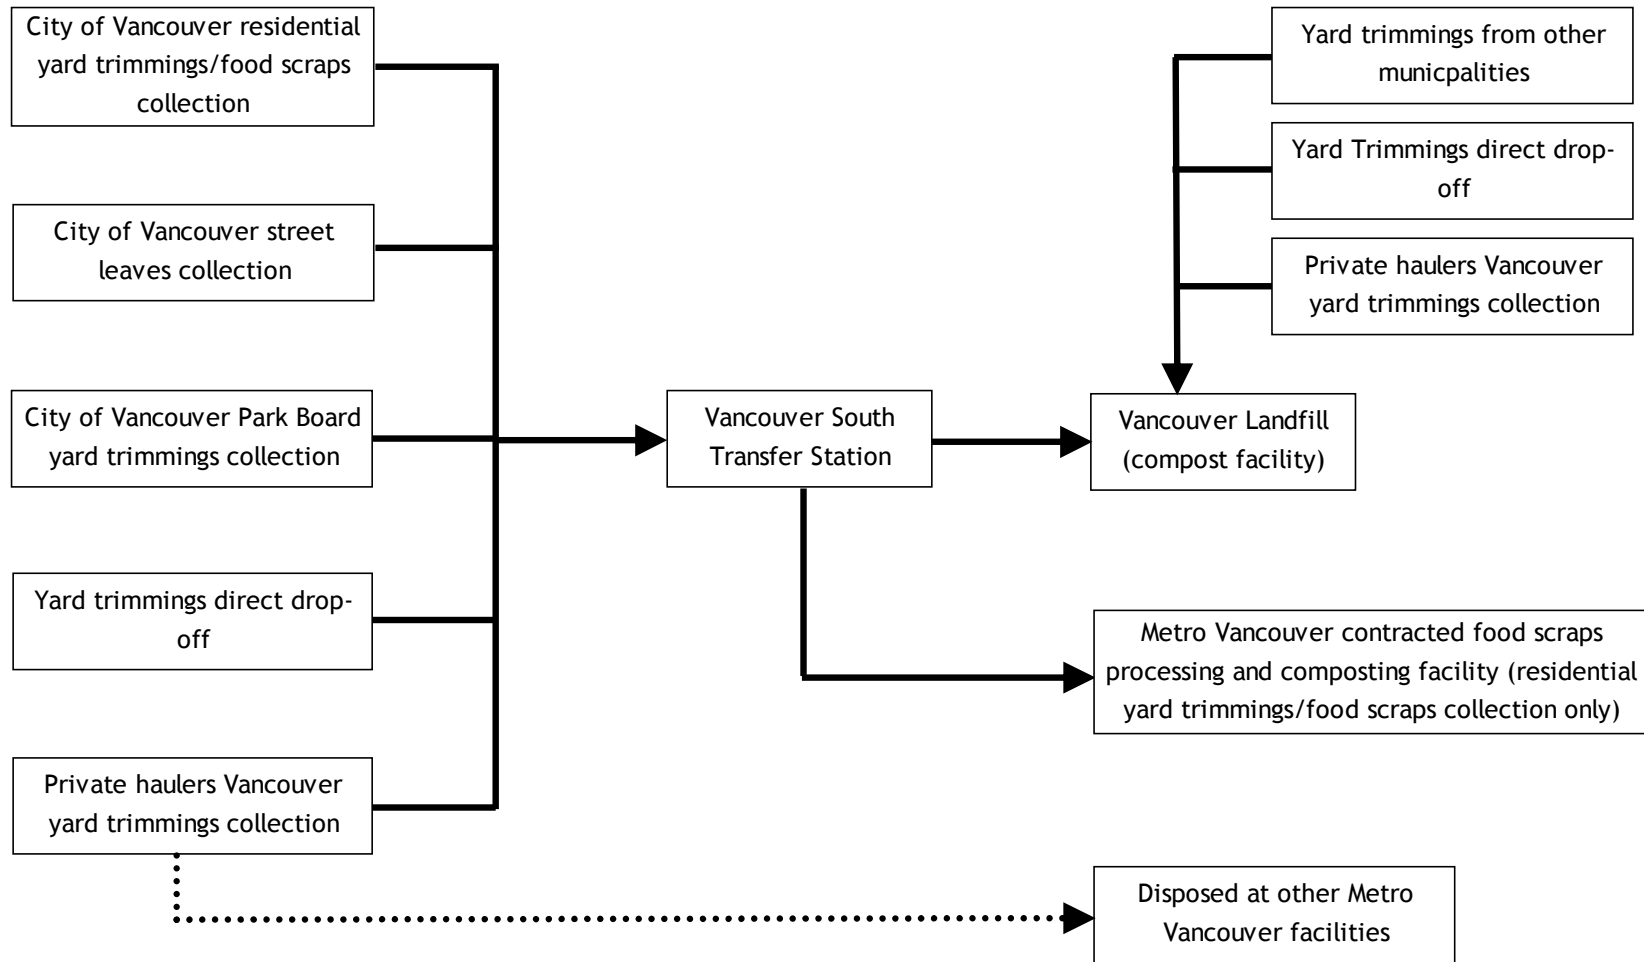 City of Vancouver residential
yard trimmings/food scraps
collection
City of Vancouver street
leaves collection
City of Vancouver Park Board
yard trimmings collection
Yard trimmings direct drop-
off
Private haulers Vancouver
yard trimmings collection
Vancouver South
Transfer Station
Yard trimmings from other
municpalities
Yard Trimmings direct drop-
off
Private haulers Vancouver
yard trimmings collection
Vancouver Landfill
(compost facility)
Metro Vancouver contracted food scraps
processing and composting facility (residential
yard trimmings/food scraps collection only)
Disposed at other Metro
Vancouver facilities